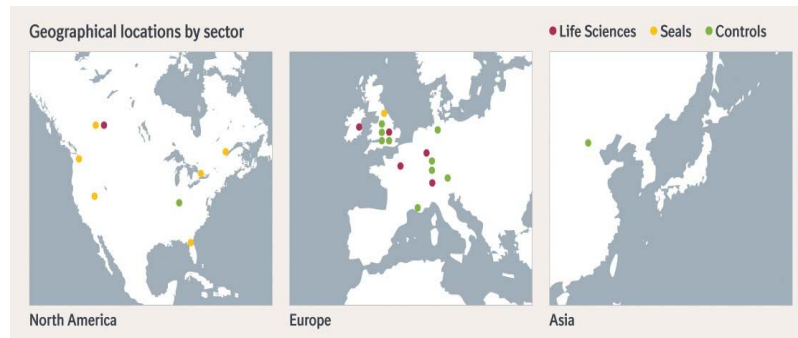 Geographical locations by sector
Life Sciences Seals Controls
North America
Europe
Asia